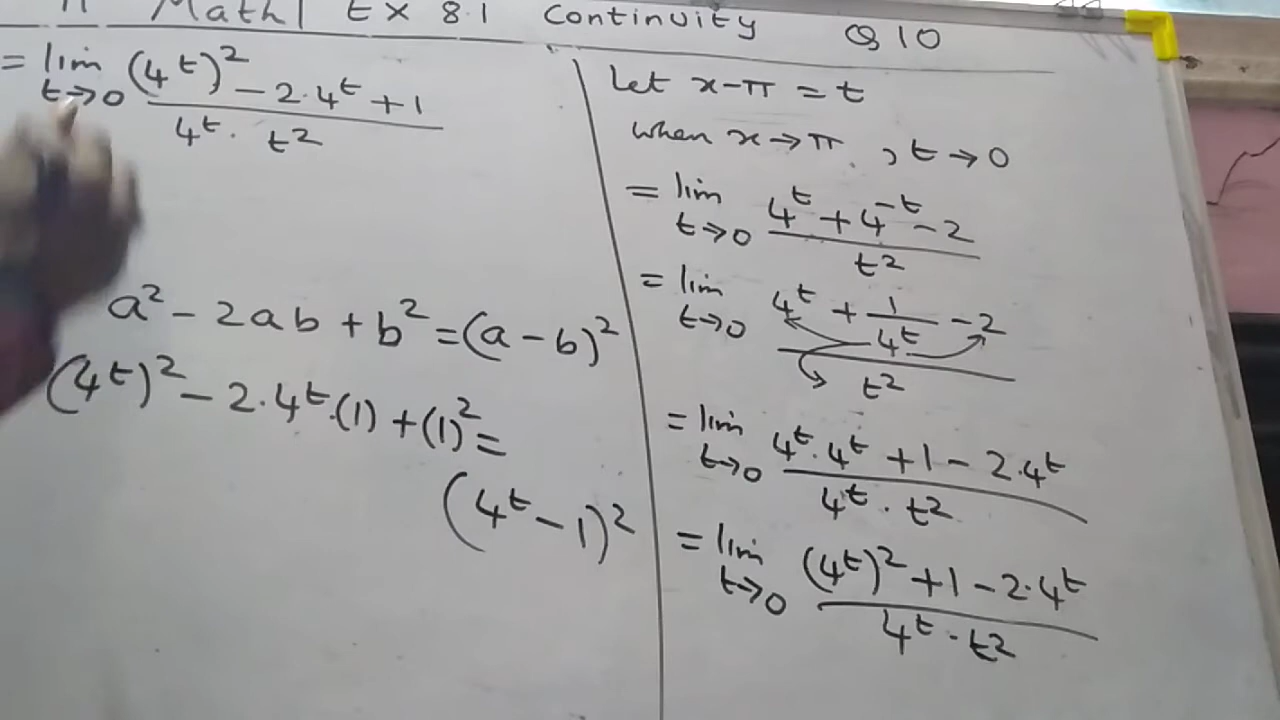 Math 1 Ex 8.1 Continuity Q 10
= lim t→0 (4^t)^2 - 2·4^t + 1 / 4^t · t^2
a^2 - 2ab + b^2 = (a - b)^2
(4^t)^2 - 2·4^t·(1) + (1)^2 =
(4^t - 1)^2
Let x-π = t
when x→π , t→0
= lim t→0 4^t + 4^-t - 2 / t^2
= lim t→0 4^t + 1/4^t - 2 / t^2
= lim t→0 4^t·4^t + 1 - 2·4^t / 4^t · t^2
= lim t→0 (4^t)^2 + 1 - 2·4^t / 4^t · t^2